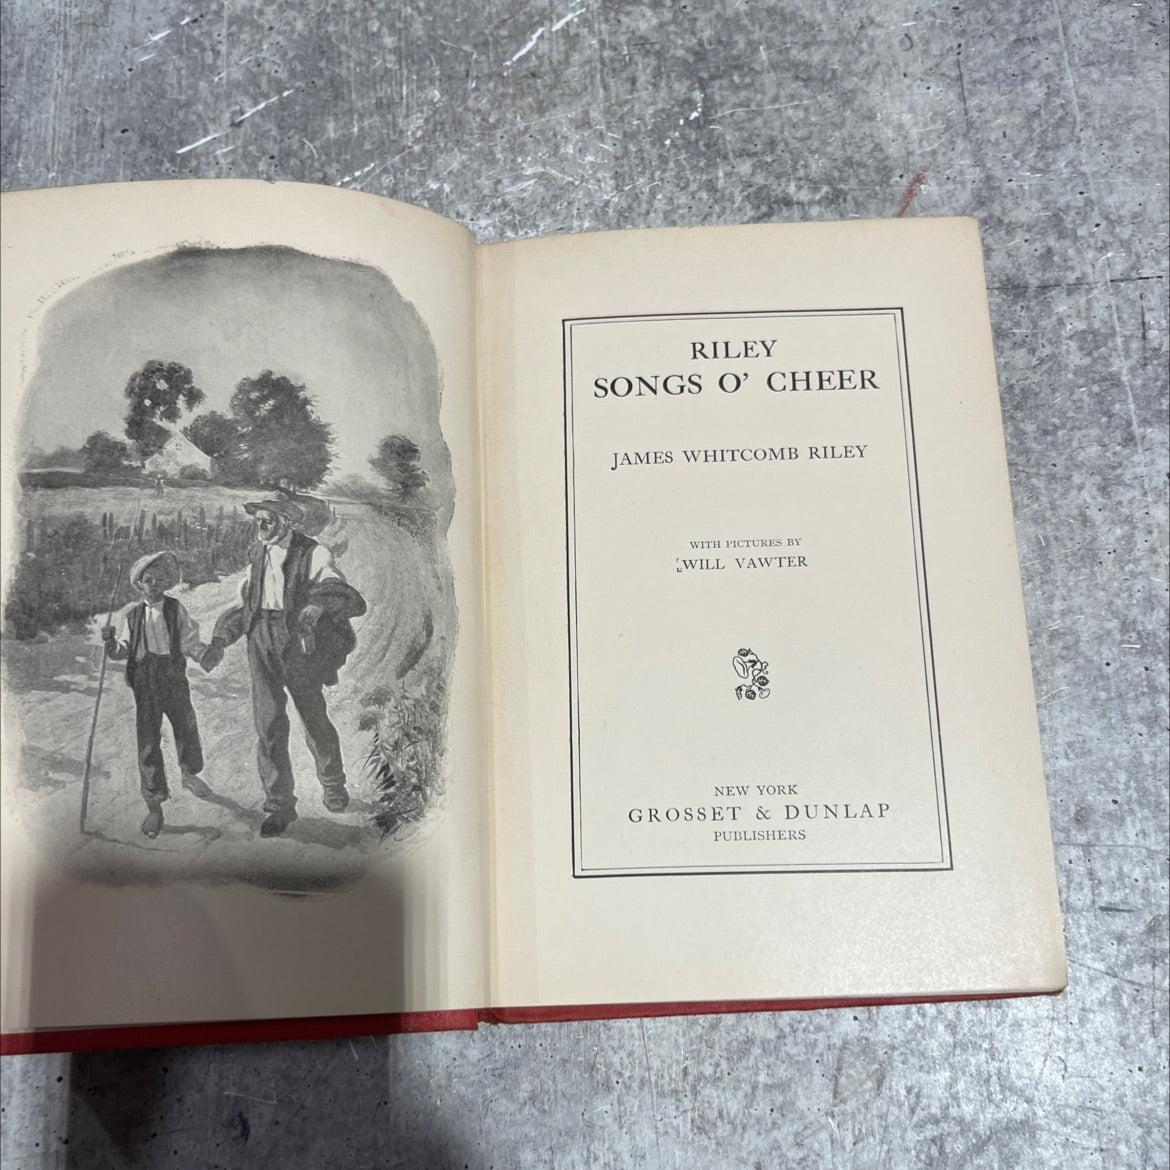 RILEY
SONGS O' CHEER
JAMES WHITCOMB RILEY
WITH PICTURES BY
WILL VAWTER
NEW YORK
GROSSET & DUNLAP
PUBLISHERS